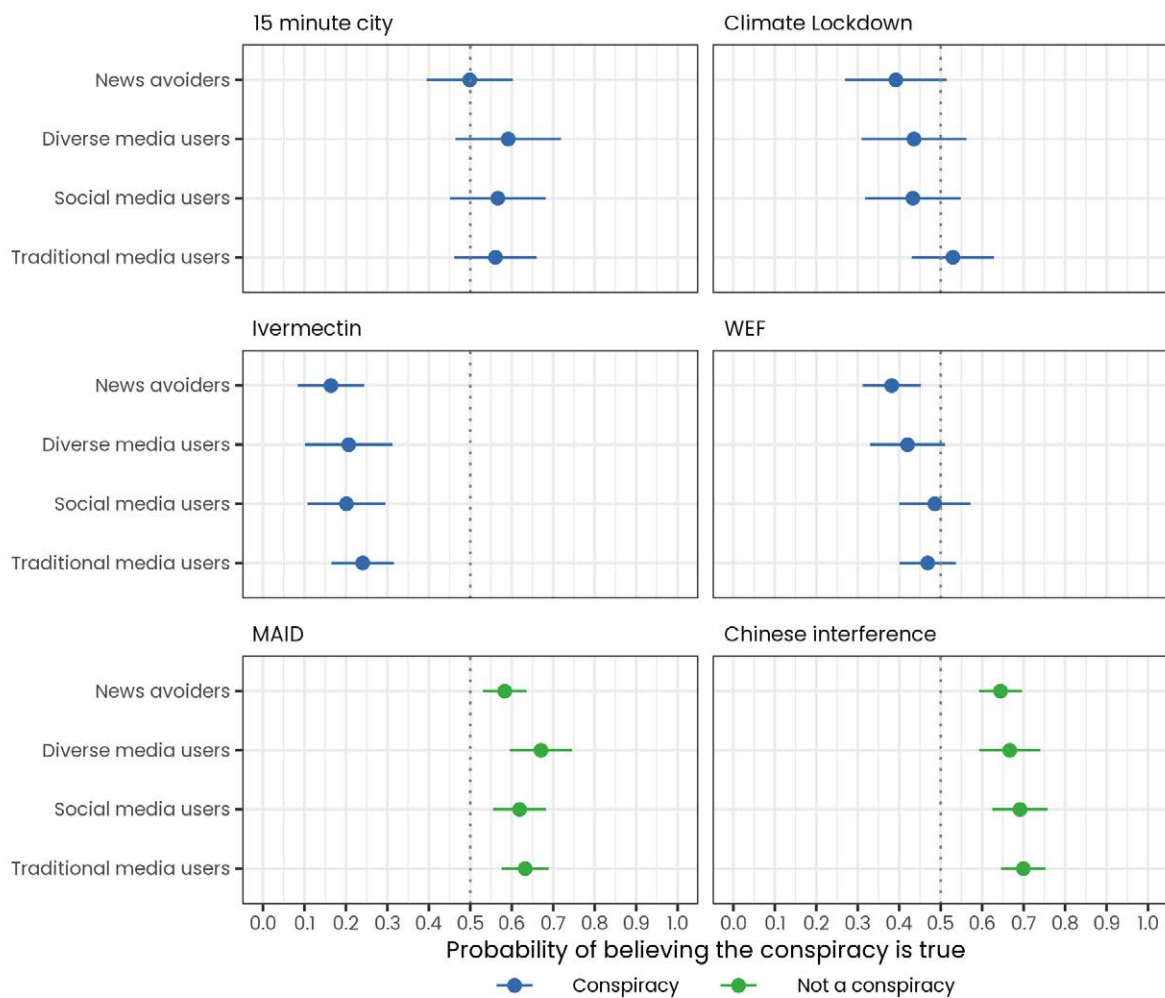 15 minute city
Climate Lockdown
News avoiders
Diverse media users
Social media users
Traditional media users
Ivermectin
WEF
News avoiders
Diverse media users
Social media users
Traditional media users
MAID
Chinese interference
News avoiders
Diverse media users
Social media users
Traditional media users
0.0 0.1 0.2 0.3 0.4 0.5 0.6 0.7 0.8 0.9 1.0
0.0 0.1 0.2 0.3 0.4 0.5 0.6 0.7 0.8 0.9 1.0
Probability of believing the conspiracy is true
Conspiracy
Not a conspiracy